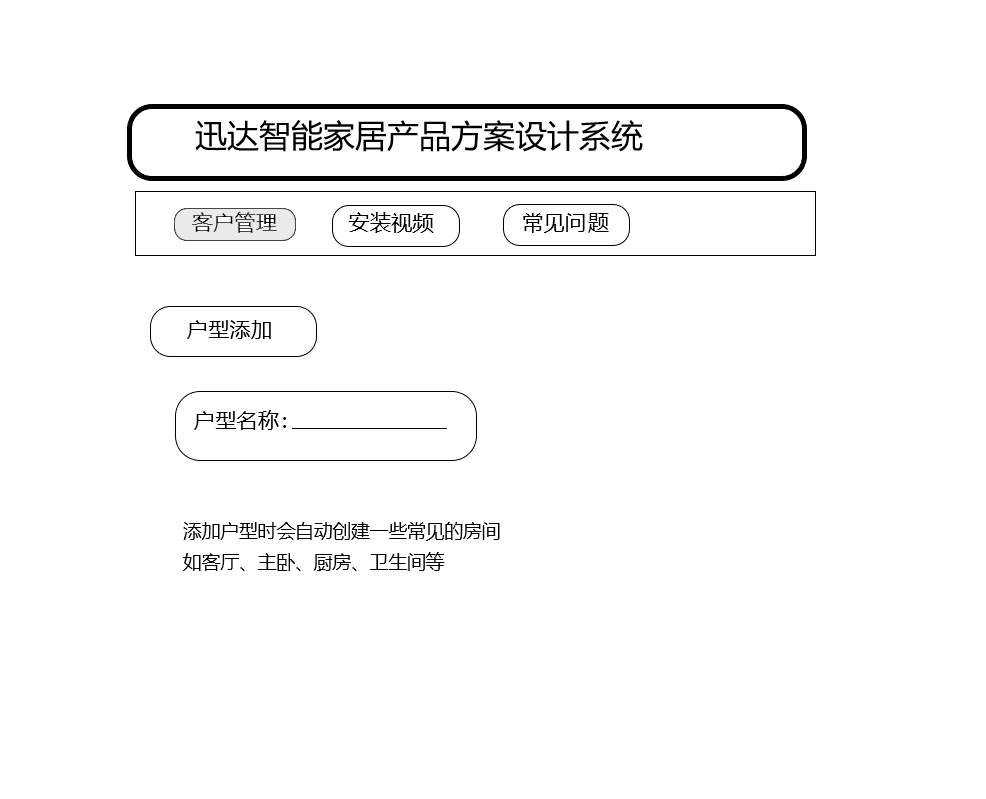 迅达智能家居产品方案设计系统
客户管理 安装视频 常见问题
户型添加
户型名称:______________
添加户型时会自动创建一些常见的房间
如客厅、主卧、厨房、卫生间等